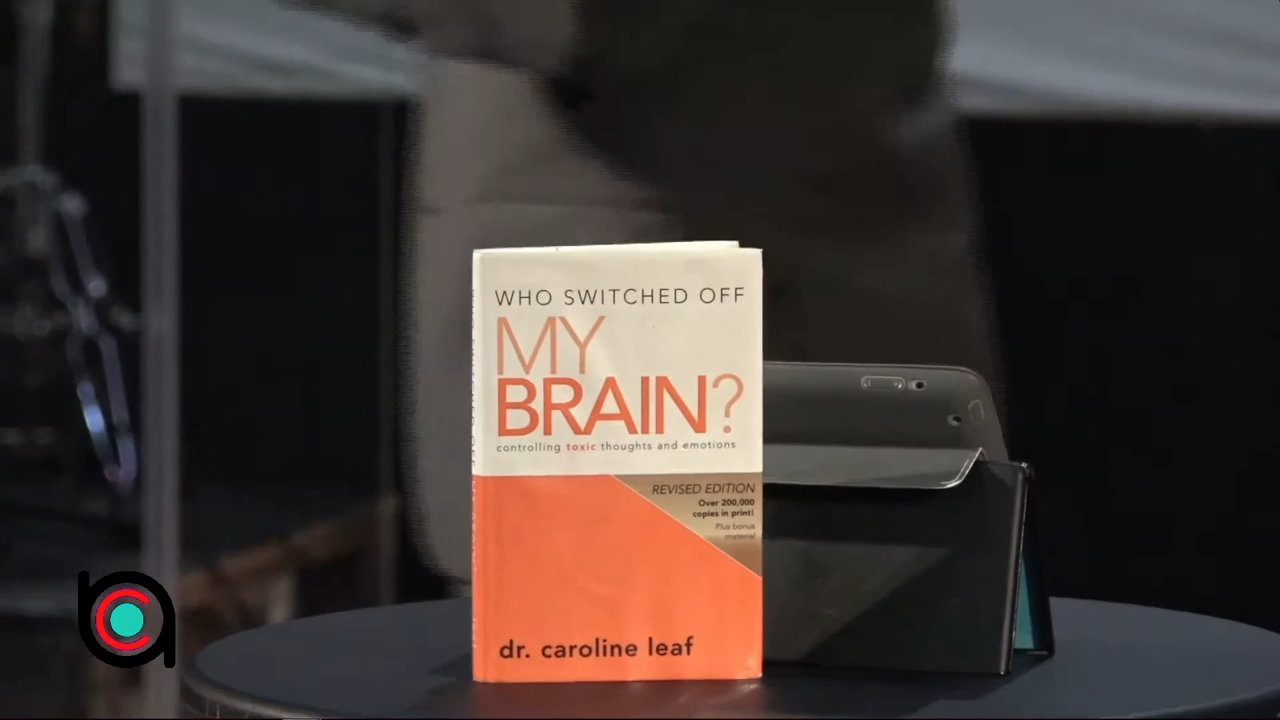 WHO SWITCHED OFF
MY
BRAIN?
controlling toxic thoughts and emotions
REVISED EDITION
Over 200,000
copies in print!
Plus bonus
material
dr. caroline leaf